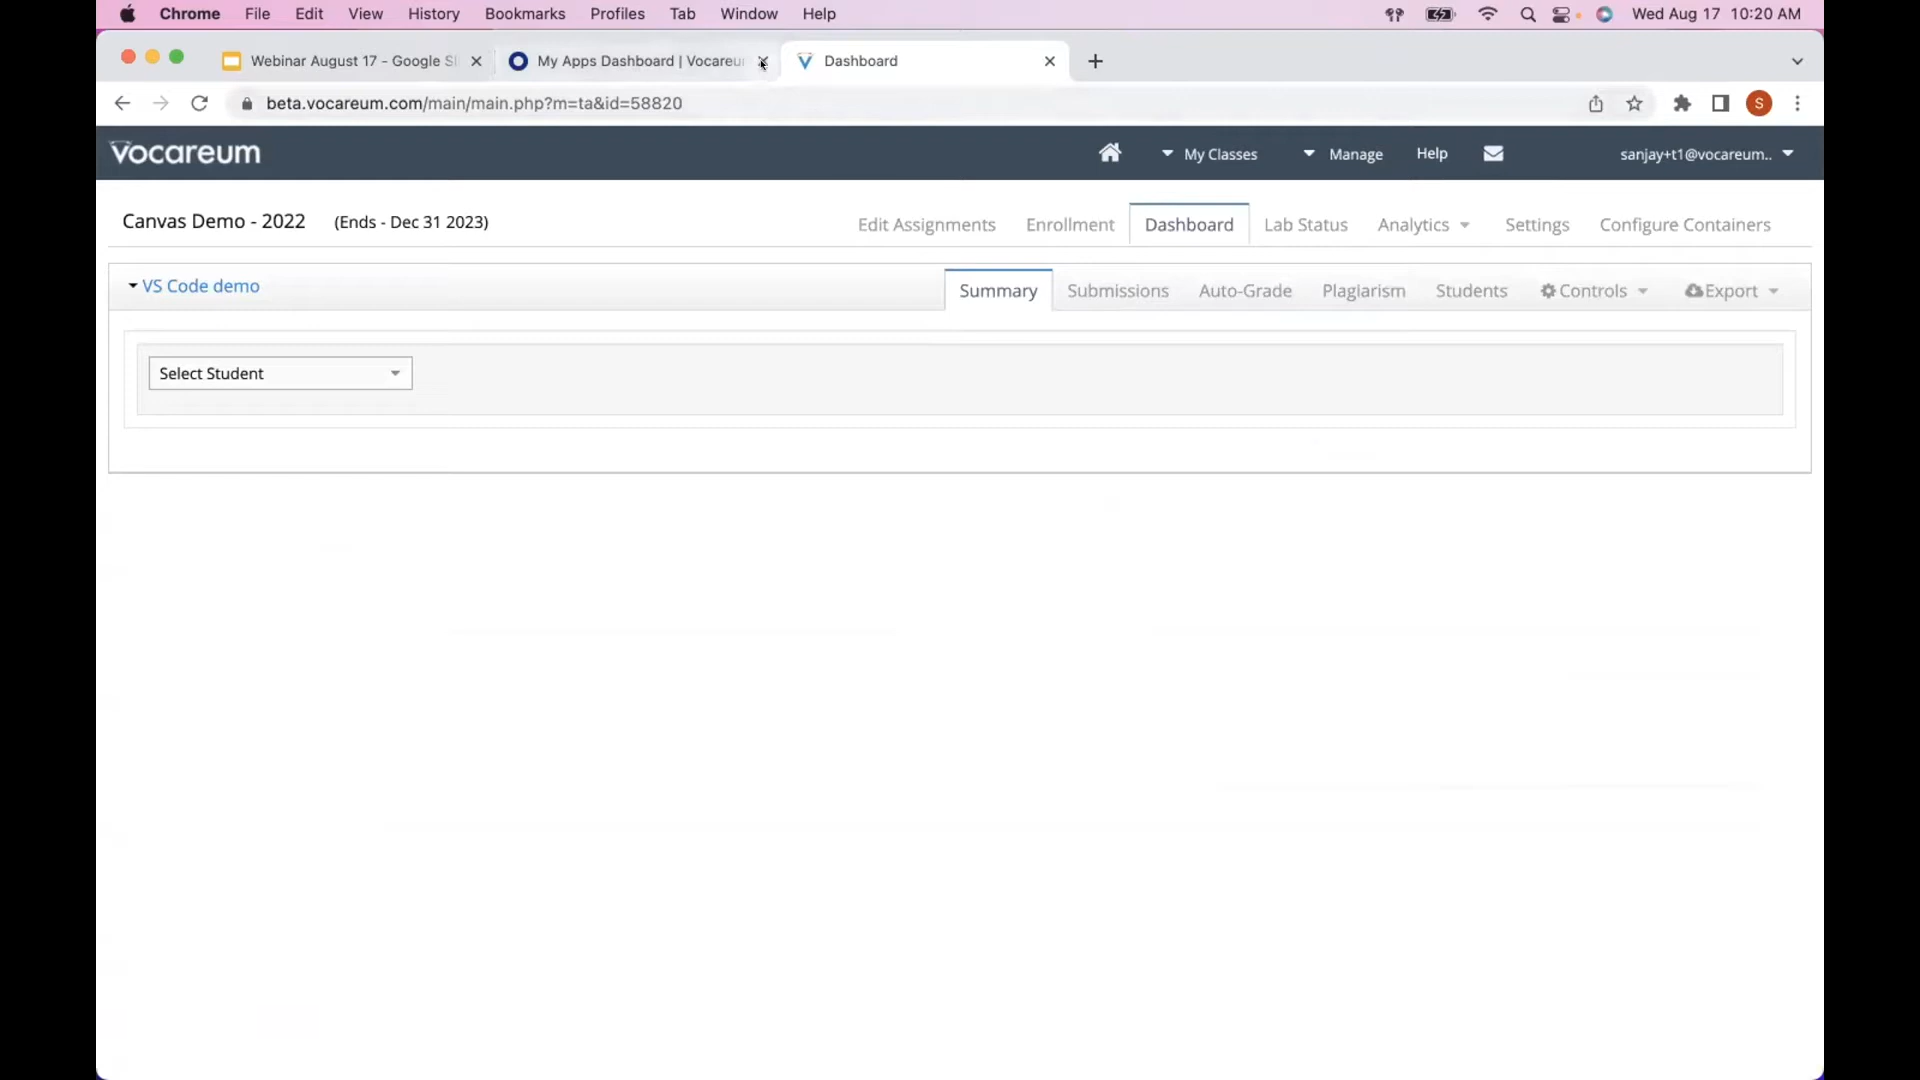 Chrome File Edit View History Bookmarks Profiles Tab Window Help Wed Aug 17 10:20 AM
Webinar August 17 - Google Sl My Apps Dashboard | Vocareu Dashboard
beta.vocareum.com/main/main.php?m=ta&id=58820 S
vocareum My Classes Manage Help sanjay+t1@vocareum..
Canvas Demo - 2022 (Ends - Dec 31 2023) Edit Assignments Enrollment Dashboard Lab Status Analytics Settings Configure Containers
VS Code demo Summary Submissions Auto-Grade Plagiarism Students Controls Export
Select Student